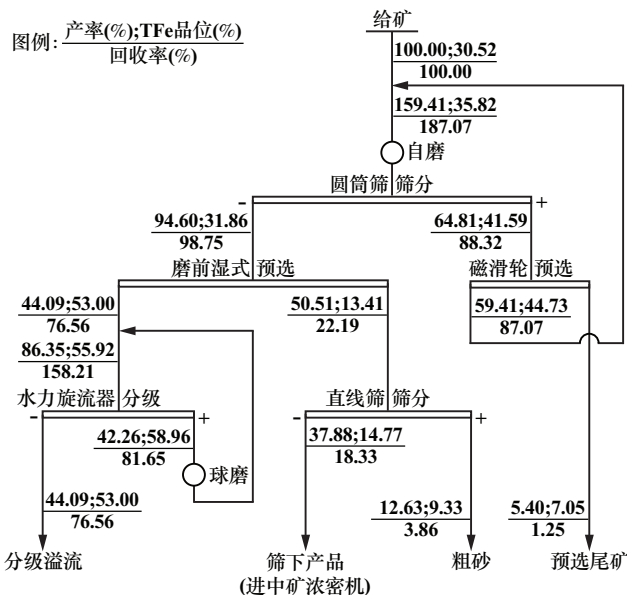 给矿
图例:
产率(%);TFe品位(%)
回收率(%)
100.00;30.52
100.00
159.41;35.82
187.07
自磨
圆筒筛 筛分
- +
94.60;31.86
98.75
64.81;41.59
88.32
磨前湿式 预选
磁滑轮 预选
44.09;53.00
76.56
50.51;13.41
22.19
59.41;44.73
87.07
86.35;55.92
158.21
水力旋流器 分级
直线筛 筛分
- +
- +
42.26;58.96
81.65
37.88;14.77
18.33
球磨
44.09;53.00
76.56
12.63;9.33
3.86
5.40;7.05
1.25
分级溢流
筛下产品
(进中矿浓密机)
粗砂
预选尾矿